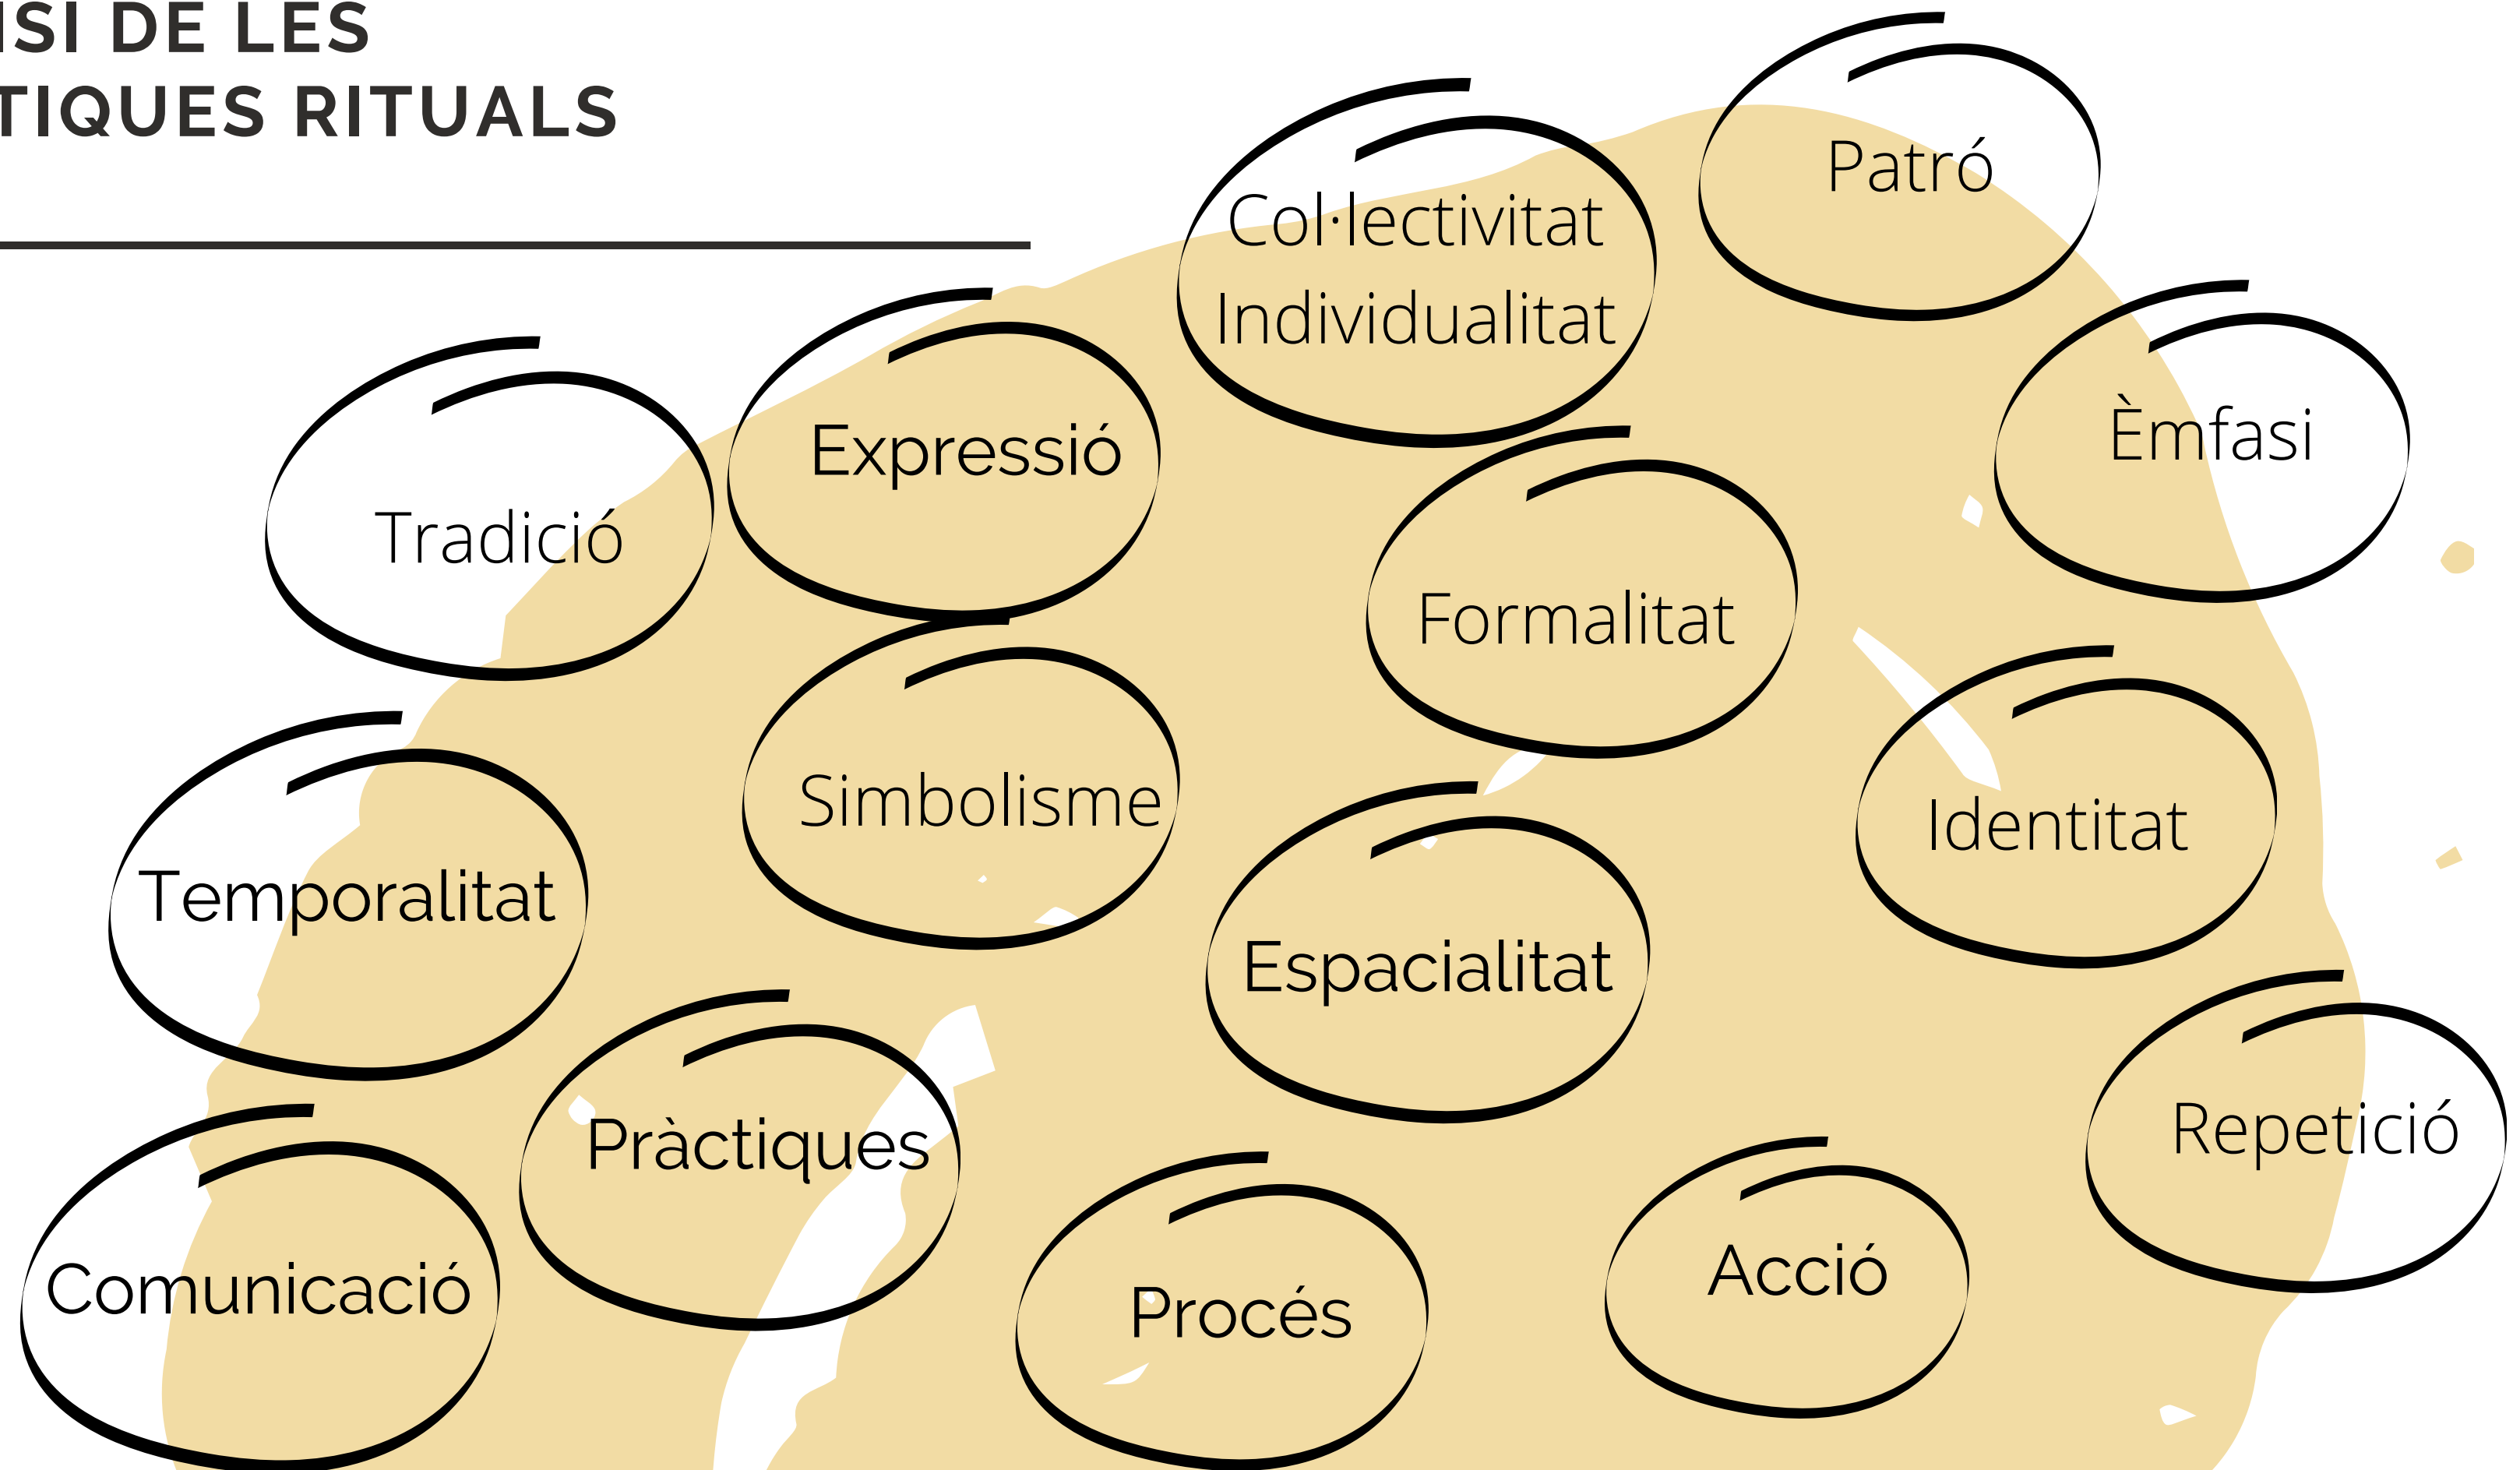 ISI DE LES
TIQUES RITUALS
Patró
Col·lectivitat
Individualitat
Expressió
Èmfasi
Tradició
Formalitat
Simbolisme
Identitat
Temporalitat
Espacialitat
Pràctiques
Repetició
Comunicació
Procés
Acció